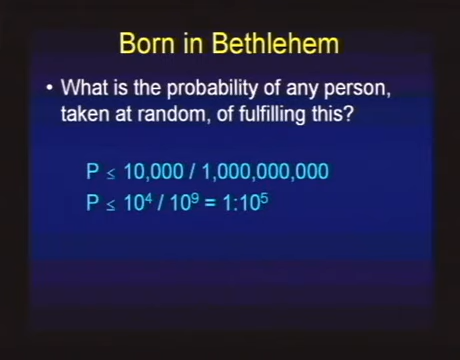 Born in Bethlehem
• What is the probability of any person,
taken at random, of fulfilling this?
P ≤ 10,000 / 1,000,000,000
P ≤ 10⁴ / 10⁹ = 1:10⁵